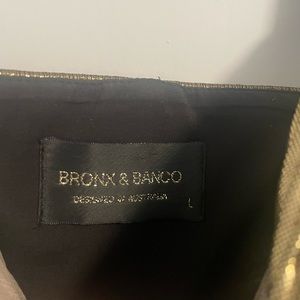 BRONX & BANCO
DESIGNED IN AUSTRALIA
L